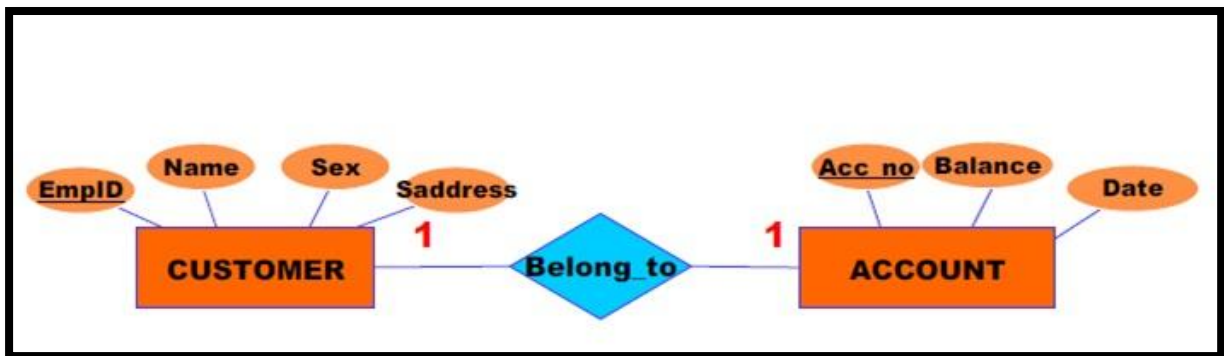 EmpID
Name
Sex
Saddress
Acc_no
Balance
Date
CUSTOMER
1
Belong_to
1
ACCOUNT